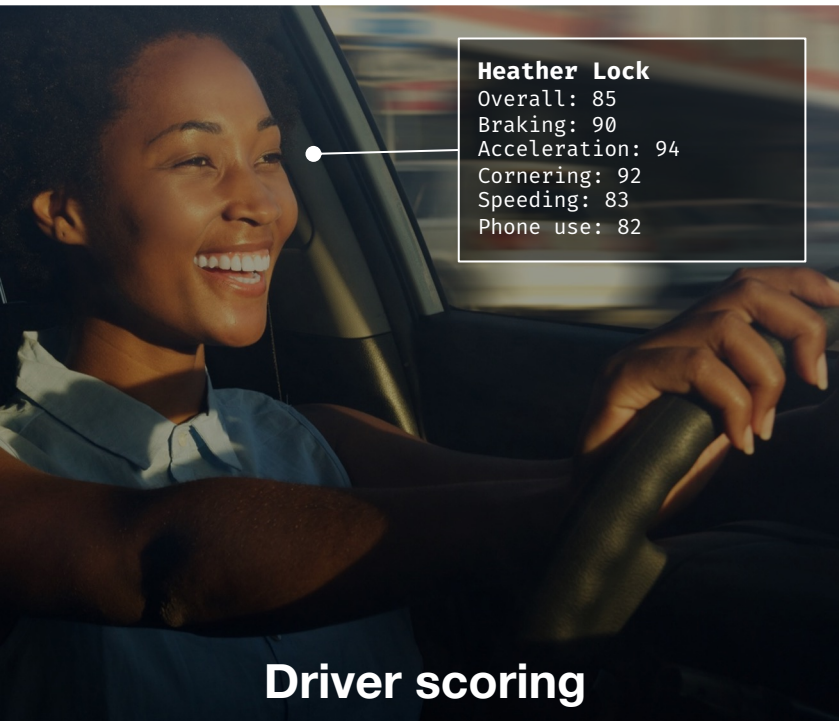 Heather Lock
Overall: 85
Braking: 90
Acceleration: 94
Cornering: 92
Speeding: 83
Phone use: 82
Driver scoring